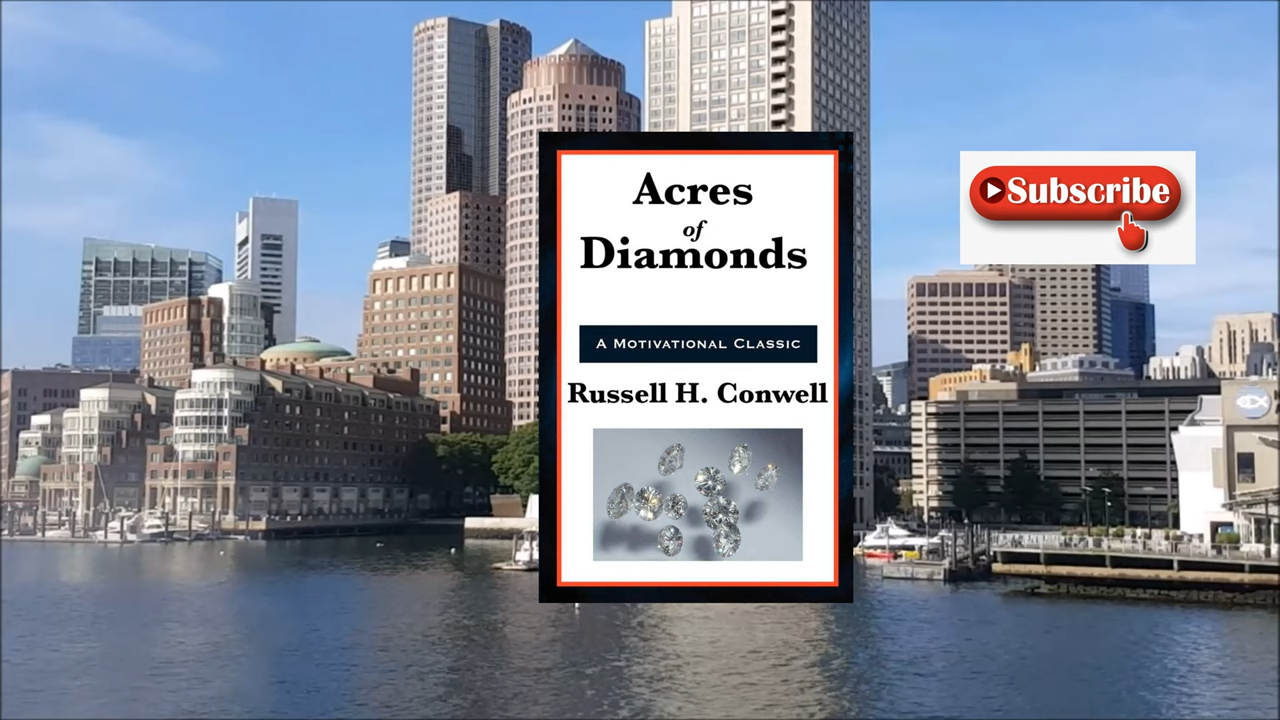 Acres
of
Diamonds
A Motivational Classic
Russell H. Conwell
Subscribe